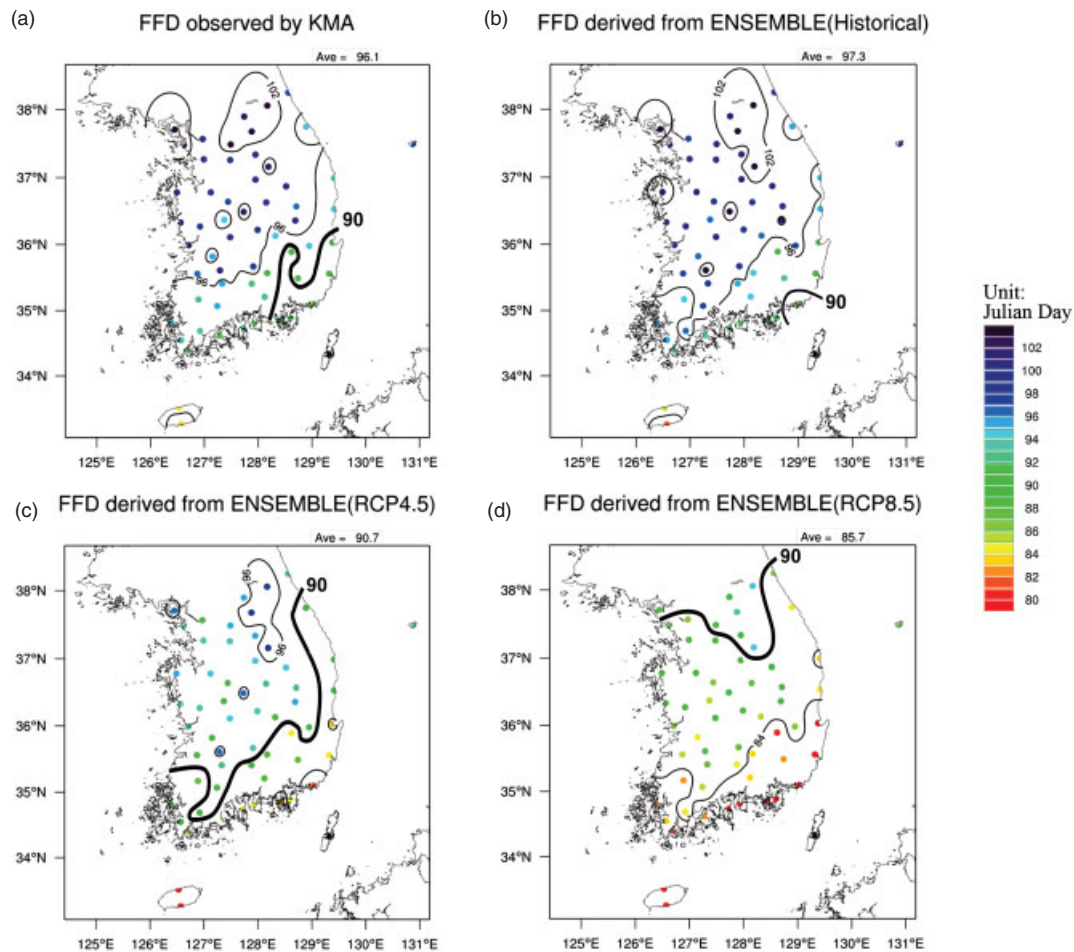 (a)
FFD observed by KMA
Ave = 96.1
38°N
37°N
36°N
35°N
34°N
125°E 126°E 127°E 128°E 129°E 130°E 131°E
102
96
96
90
(b)
FFD derived from ENSEMBLE(Historical)
Ave = 97.3
38°N
37°N
36°N
35°N
34°N
125°E 126°E 127°E 128°E 129°E 130°E 131°E
102
102
96
96
90
Unit:
Julian Day
102
100
98
96
94
92
90
88
86
84
82
80
(c)
FFD derived from ENSEMBLE(RCP4.5)
Ave = 90.7
38°N
37°N
36°N
35°N
34°N
125°E 126°E 127°E 128°E 129°E 130°E 131°E
96
96
90
(d)
FFD derived from ENSEMBLE(RCP8.5)
Ave = 85.7
38°N
37°N
36°N
35°N
34°N
125°E 126°E 127°E 128°E 129°E 130°E 131°E
90
84